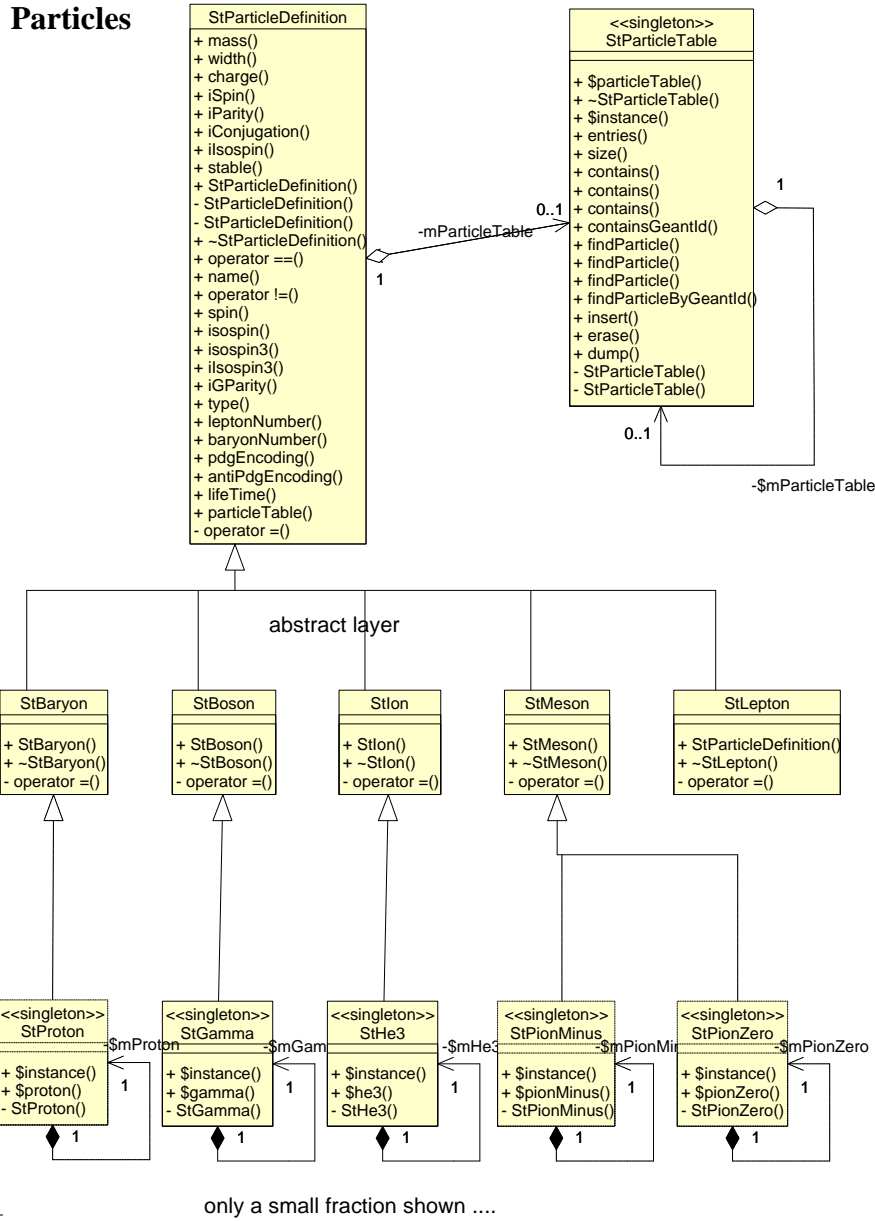 Particles
StParticleDefinition
+ mass()
+ width()
+ charge()
+ iSpin()
+ iParity()
+ iConjugation()
+ iIsospin()
+ stable()
+ StParticleDefinition()
- StParticleDefinition()
- StParticleDefinition()
+ ~StParticleDefinition()
+ operator ==()
+ name()
+ operator !=()
+ spin()
+ isospin()
+ isospin3()
+ iIsospin3()
+ iGParity()
+ type()
+ leptonNumber()
+ baryonNumber()
+ pdgEncoding()
+ antiPdgEncoding()
+ lifeTime()
+ particleTable()
- operator =()
-mParticleTable
1
0..1
<<singleton>>
StParticleTable
+ $particleTable()
+ ~StParticleTable()
+ $instance()
+ entries()
+ size()
+ contains()
+ contains()
+ contains()
+ containsGeantId()
+ findParticle()
+ findParticle()
+ findParticle()
+ findParticleByGeantId()
+ insert()
+ erase()
+ dump()
- StParticleTable()
- StParticleTable()
1
0..1
-$mParticleTable
abstract layer
StBaryon
+ StBaryon()
+ ~StBaryon()
- operator =()
StBoson
+ StBoson()
+ ~StBoson()
- operator =()
StIon
+ StIon()
+ ~StIon()
- operator =()
StMeson
+ StMeson()
+ ~StMeson()
- operator =()
StLepton
+ StParticleDefinition()
+ ~StLepton()
- operator =()
<<singleton>>
StProton
+ $instance()
+ $proton()
- StProton()
-$mProton
1
1
<<singleton>>
StGamma
+ $instance()
+ $gamma()
- StGamma()
-$mGam
1
1
<<singleton>>
StHe3
+ $instance()
+ $he3()
- StHe3()
-$mHe3
1
1
<<singleton>>
StPionMinus
+ $instance()
+ $pionMinus()
- StPionMinus()
-$mPionMi
1
1
<<singleton>>
StPionZero
+ $instance()
+ $pionZero()
- StPionZero()
-$mPionZero
1
1
only a small fraction shown ....